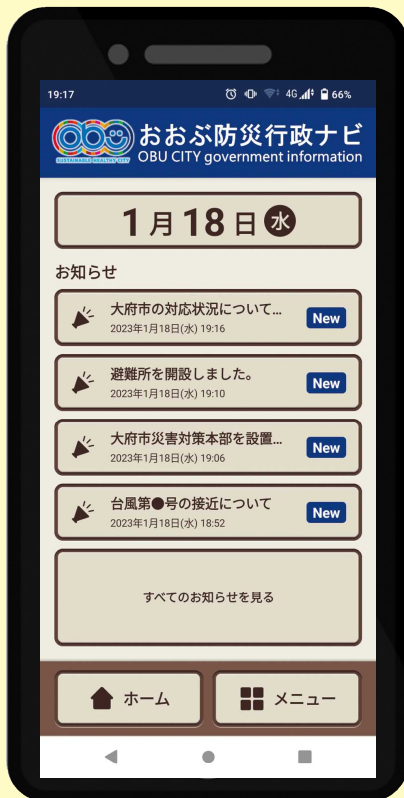 19:17
4G 66%
obu
SUSTAINABLE HEALTHY CITY
おおぶ防災行政ナビ
OBU CITY government information
1月18日 水
お知らせ
大府市の対応状況について...
2023年1月18日(水) 19:16
New
避難所を開設しました。
2023年1月18日(水) 19:10
New
大府市災害対策本部を設置...
2023年1月18日(水) 19:06
New
台風第●号の接近について
2023年1月18日(水) 18:52
New
すべてのお知らせを見る
ホーム
メニュー